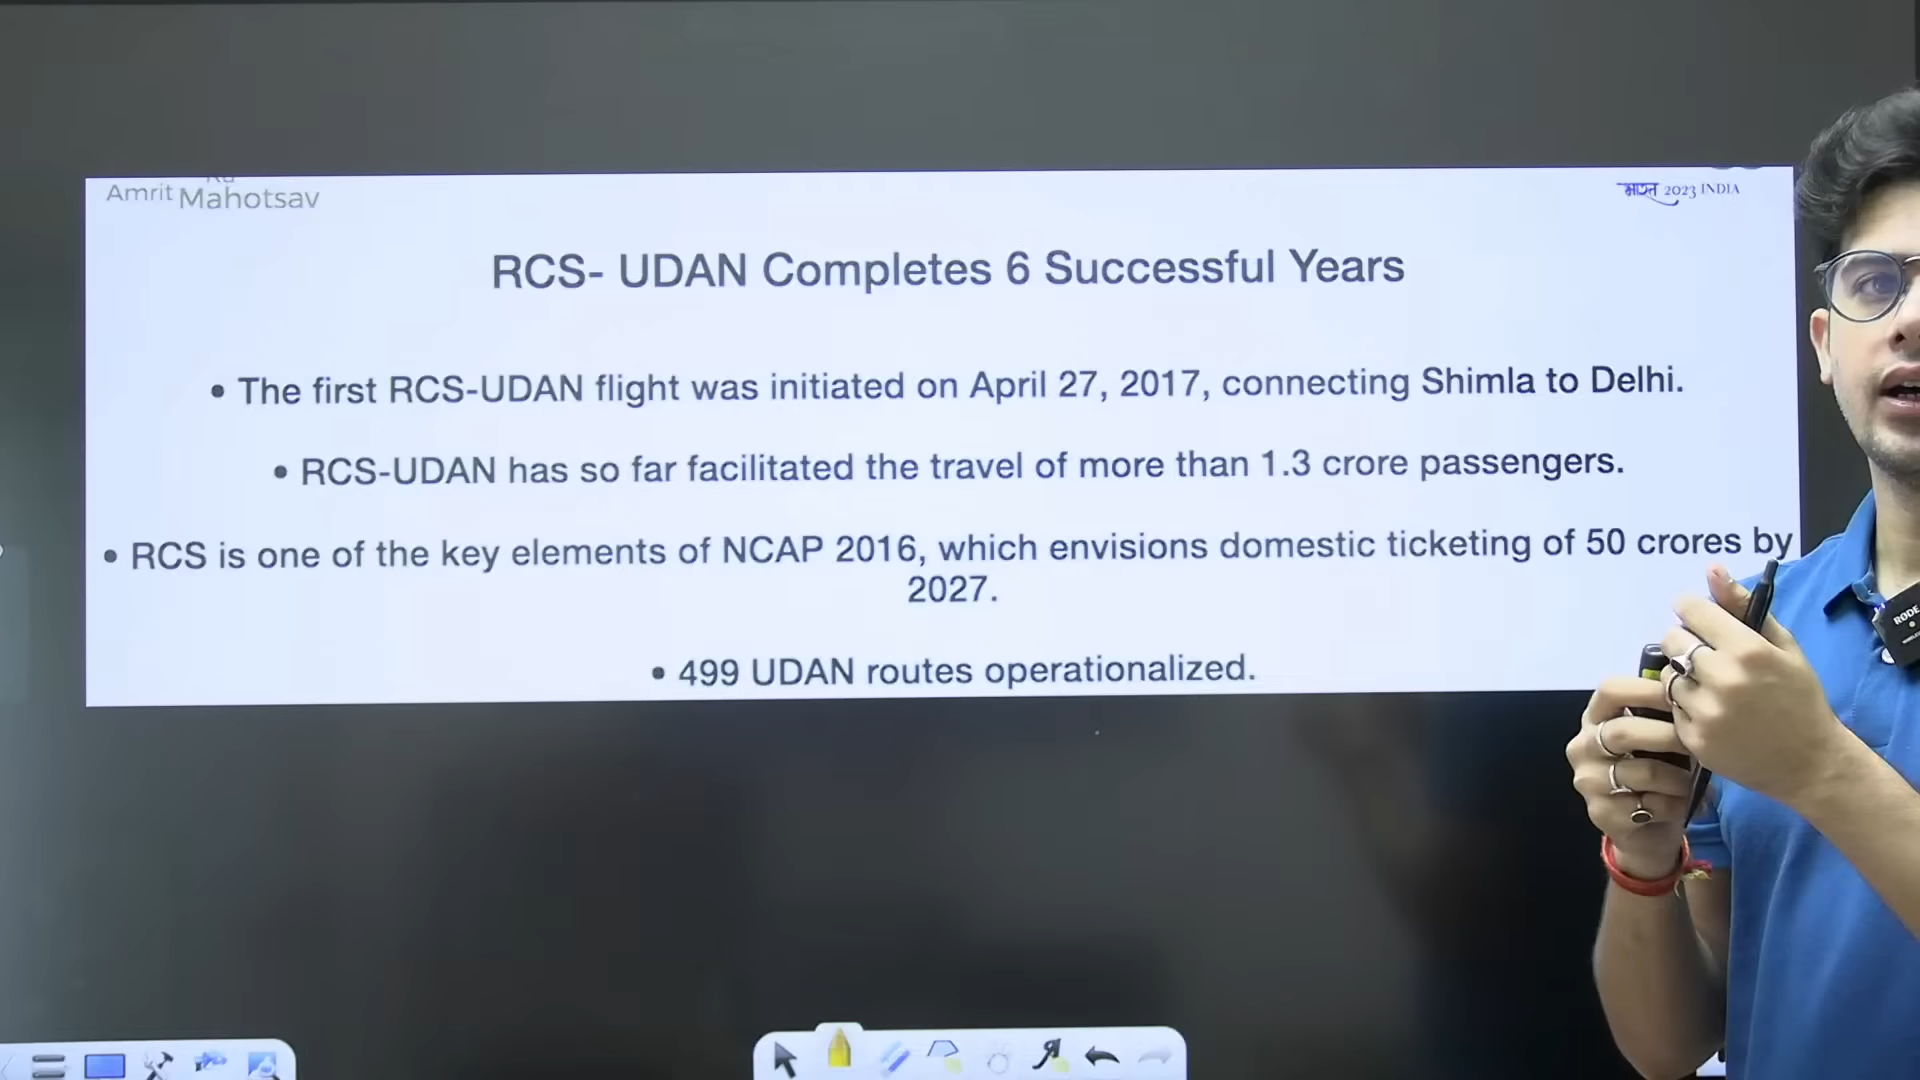 Amrit Mahotsav
भारत 2023 INDIA
RCS- UDAN Completes 6 Successful Years
• The first RCS-UDAN flight was initiated on April 27, 2017, connecting Shimla to Delhi.
• RCS-UDAN has so far facilitated the travel of more than 1.3 crore passengers.
• RCS is one of the key elements of NCAP 2016, which envisions domestic ticketing of 50 crores by
2027.
• 499 UDAN routes operationalized.
RODE